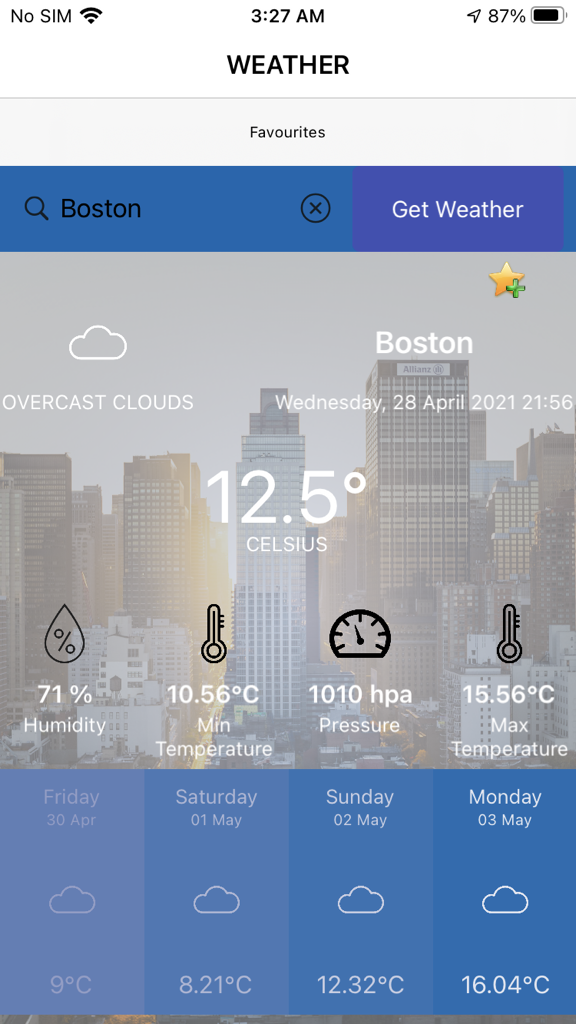 No SIM 3:27 AM 87%
WEATHER
Favourites
Boston Get Weather
Boston
Allianz
OVERCAST CLOUDS Wednesday, 28 April 2021 21:56
12.5°
CELSIUS
%
71 % 10.56°C 1010 hpa 15.56°C
Humidity Min Pressure Max
Temperature Temperature
Friday Saturday Sunday Monday
30 Apr 01 May 02 May 03 May
9°C 8.21°C 12.32°C 16.04°C